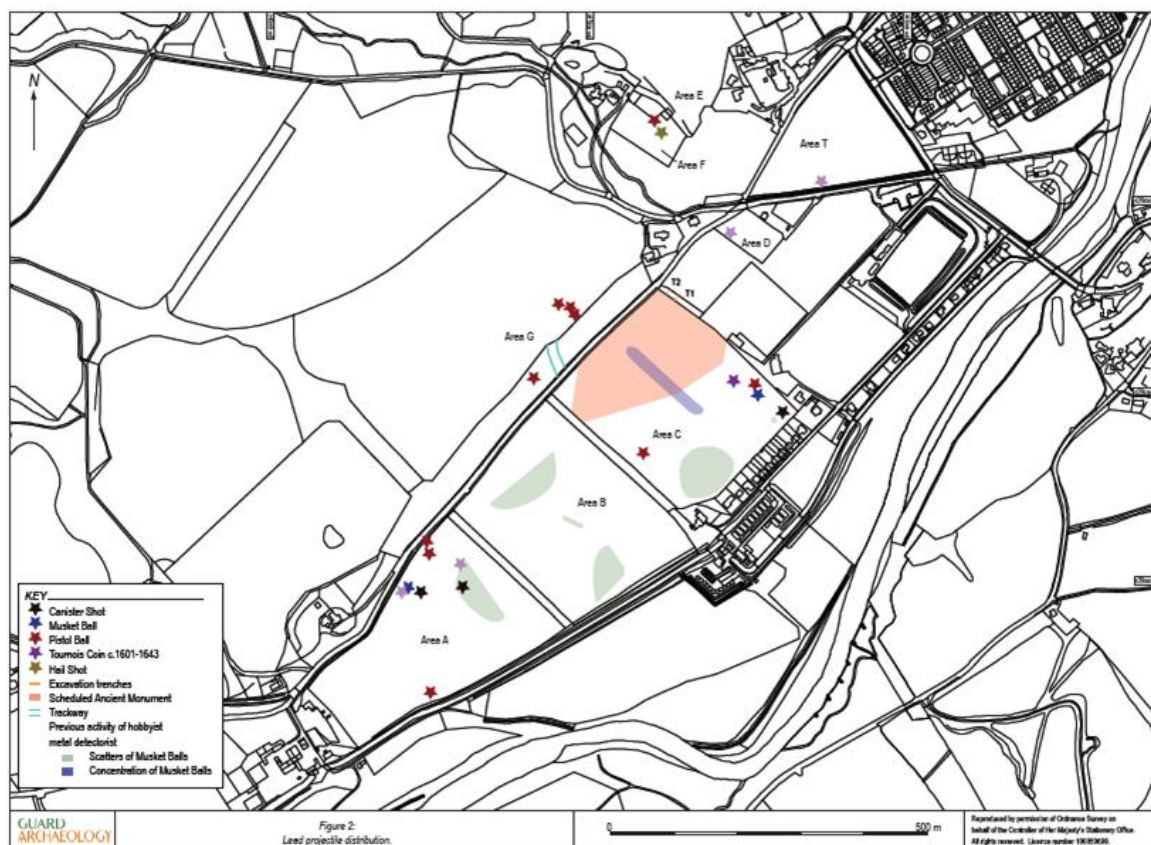 N
Area E
Area F
Area T
Area D
T2
T1
Area G
Area C
Area B
Area A
KEY
Canister Shot
Musket Ball
Pistol Ball
Tournois Coin c.1601-1643
Hail Shot
Excavation trenches
Scheduled Ancient Monument
Trackway
Previous activity of hobbyist
metal detectorist
Scatters of Musket Balls
Concentration of Musket Balls
GUARD
ARCHAEOLOGY
Figure 2:
Lead projectile distribution.
0 500 m
Reproduced by permission of Ordnance Survey on
behalf of the Controller of Her Majesty's Stationery Office.
All rights reserved. Licence number